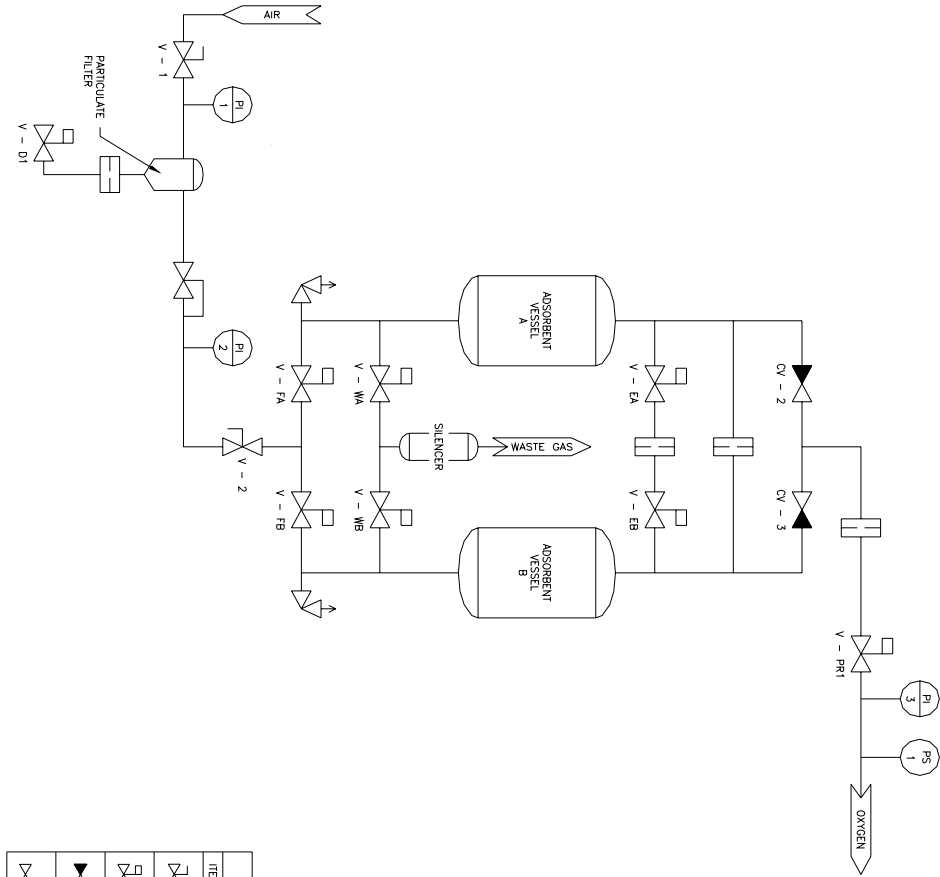 AIR
V - 1
PI
1
PARTICULATE
FILTER
V - D1
PI
2
V - 2
V - FA
V - WA
V - FB
V - WB
SILENCER
WASTE GAS
ADSORBENT
VESSEL
A
ADSORBENT
VESSEL
B
V - EA
V - EB
CV - 2
CV - 3
V - PR1
PI
3
PS
1
OXYGEN
ITE